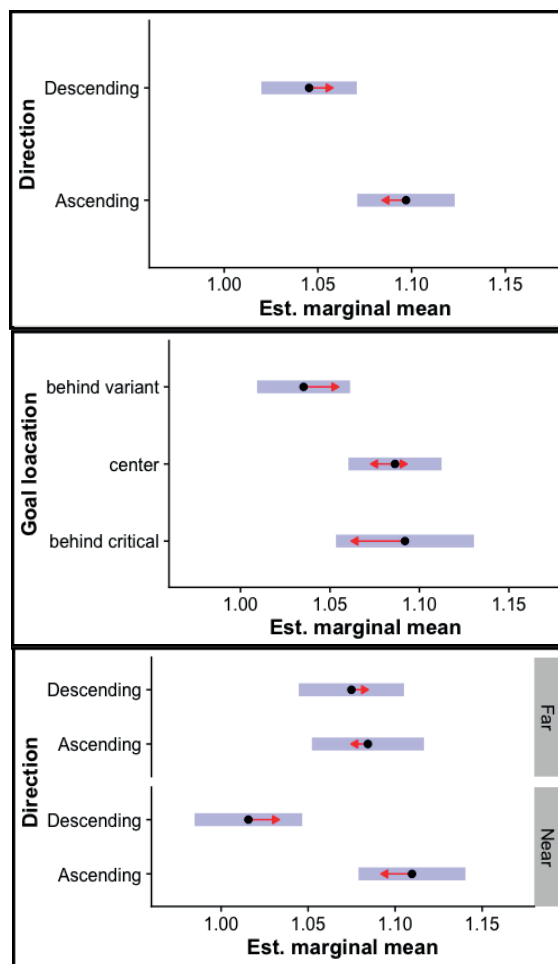 Direction
Descending
Ascending
1.00 1.05 1.10 1.15
Est. marginal mean
Goal loacation
behind variant
center
behind critical
1.00 1.05 1.10 1.15
Est. marginal mean
Direction
Descending
Ascending
Far
Descending
Ascending
Near
1.00 1.05 1.10 1.15
Est. marginal mean